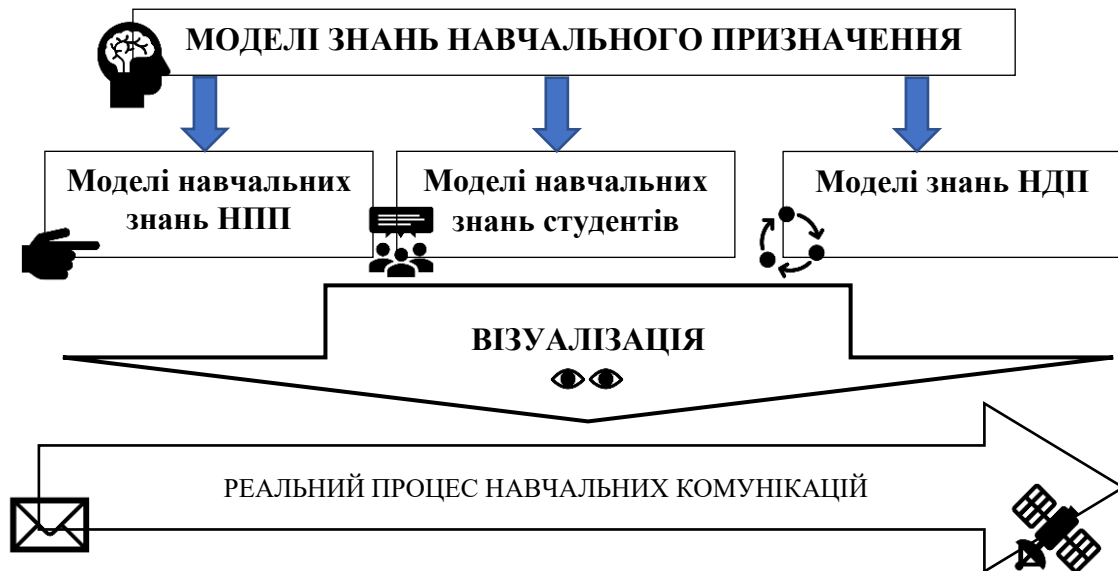 МОДЕЛІ ЗНАНЬ НАВЧАЛЬНОГО ПРИЗНАЧЕННЯ
Моделі навчальних
знань НПП
Моделі навчальних
знань студентів
Моделі знань НДП
ВІЗУАЛІЗАЦІЯ
РЕАЛЬНИЙ ПРОЦЕС НАВЧАЛЬНИХ КОМУНІКАЦІЙ